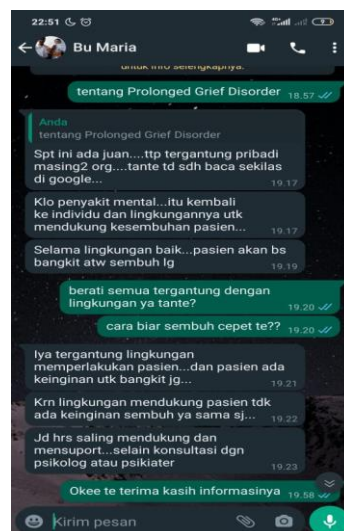 22:51
Bu Maria
untuk info selengkapnya.
tentang Prolonged Grief Disorder 18.57
Anda
tentang Prolonged Grief Disorder
Spt ini ada juan....ttp tergantung pribadi
masing2 org....tante td sdh baca sekilas
di google...
19.17
Klo penyakit mental...itu kembali
ke individu dan lingkungannya utk
mendukung kesembuhan pasien...
19.17
Selama lingkungan baik...pasien akan bs
bangkit atw sembuh lg
19.19
berati semua tergantung dengan
lingkungan ya tante?
19.20
cara biar sembuh cepet te?? 19.20
Iya tergantung lingkungan
memperlakukan pasien...dan pasien ada
keinginan utk bangkit jg...
19.21
Krn lingkungan mendukung pasien tdk
ada keinginan sembuh ya sama sj...
19.22
Jd hrs saling mendukung dan
mensuport...selain konsultasi dgn
psikolog atau psikiater
19.23
Okee te terima kasih informasinya 19.58
Kirim pesan